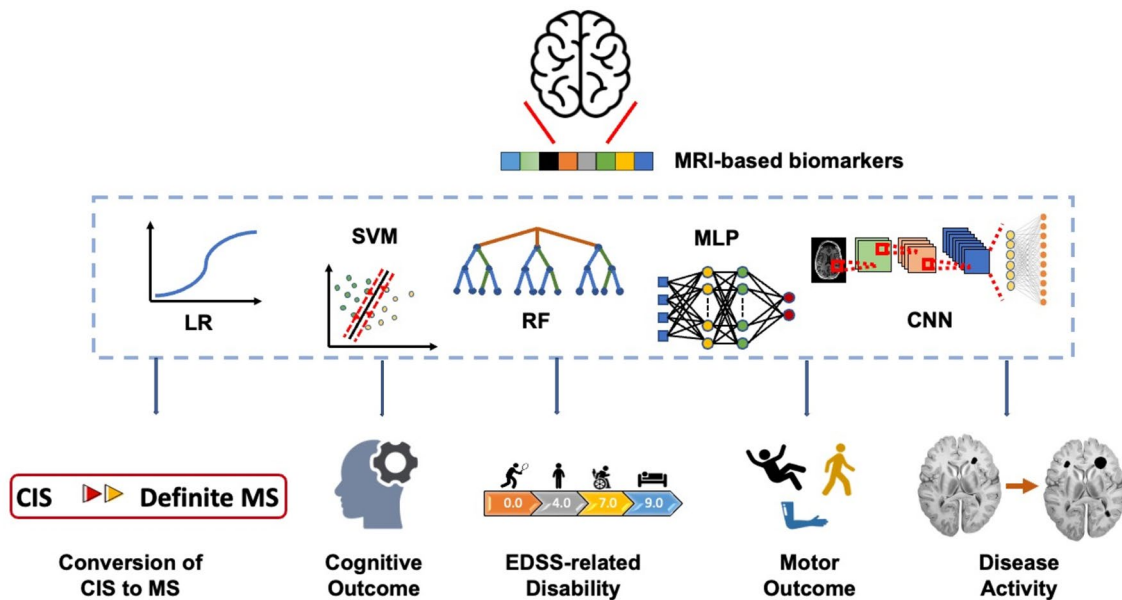 MRI-based biomarkers
SVM
MLP
LR
RF
CNN
CIS Definite MS
0.0 4.0 7.0 9.0
Conversion of
CIS to MS
Cognitive
Outcome
EDSS-related
Disability
Motor
Outcome
Disease
Activity